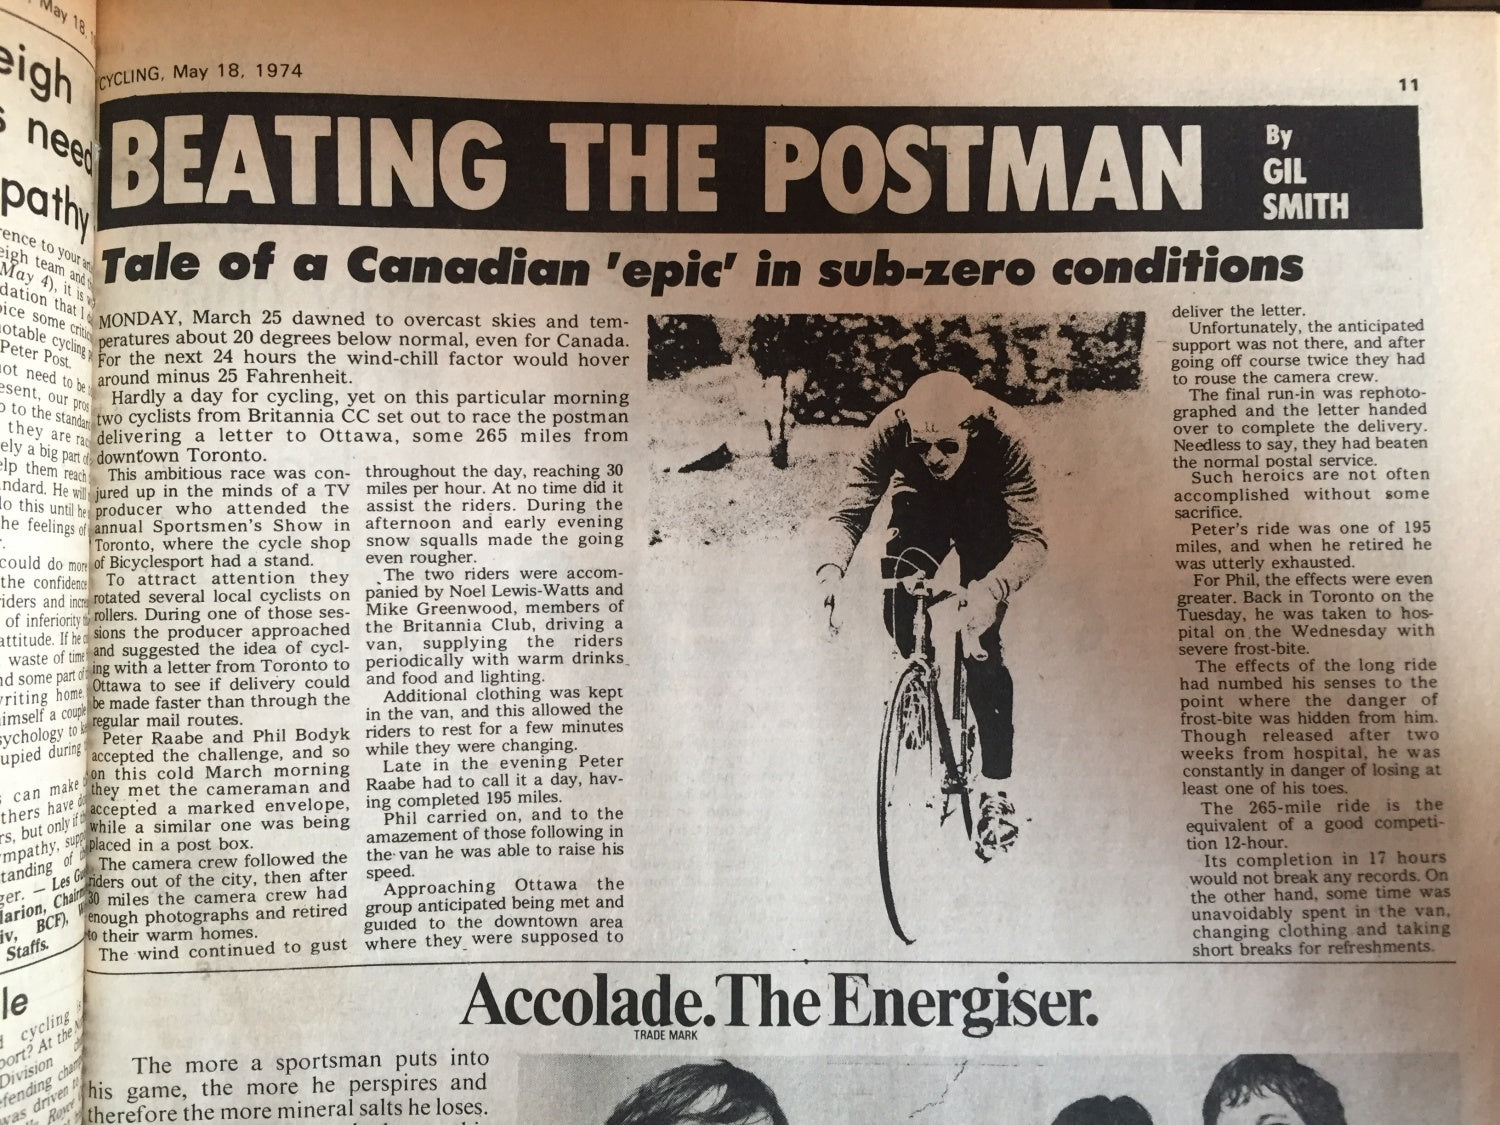 May 18,
eigh
s need
pathy
CYCLING, May 18, 1974
11
BEATING THE POSTMAN
By
GIL
SMITH
Tale of a Canadian 'epic' in sub-zero conditions
MONDAY, March 25 dawned to overcast skies and tem-
peratures about 20 degrees below normal, even for Canada.
For the next 24 hours the wind-chill factor would hover
around minus 25 Fahrenheit.
Hardly a day for cycling, yet on this particular morning
two cyclists from Britannia CC set out to race the postman
delivering a letter to Ottawa, some 265 miles from
downtown Toronto.
This ambitious race was con-
jured up in the minds of a TV
producer who attended the
annual Sportsmen's Show in
Toronto, where the cycle shop
of Bicyclesport had a stand.
To attract attention they
rotated several local cyclists on
rollers. During one of those ses-
sions the producer approached
and suggested the idea of cycl-
ing with a letter from Toronto to
Ottawa to see if delivery could
be made faster than through the
regular mail routes.
Peter Raabe and Phil Bodyk
accepted the challenge, and so
on this cold March morning
they met the cameraman and
accepted a marked envelope,
while a similar one was being
placed in a post box.
The camera crew followed the
riders out of the city, then after
30 miles the camera crew had
enough photographs and retired
to their warm homes.
The wind continued to gust
throughout the day, reaching 30
miles per hour. At no time did it
assist the riders. During the
afternoon and early evening
snow squalls made the going
even rougher.
The two riders were accom-
panied by Noel Lewis-Watts and
Mike Greenwood, members of
the Britannia Club, driving a
van, supplying the riders
periodically with warm drinks
and food and lighting.
Additional clothing was kept
in the van, and this allowed the
riders to rest for a few minutes
while they were changing.
Late in the evening Peter
Raabe had to call it a day, hav-
ing completed 195 miles.
Phil carried on, and to the
amazement of those following in
the van he was able to raise his
speed.
Approaching Ottawa the
group anticipated being met and
guided to the downtown area
where they were supposed to
deliver the letter.
Unfortunately, the anticipated
support was not there, and after
going off course twice they had
to rouse the camera crew.
The final run-in was rephoto-
graphed and the letter handed
over to complete the delivery.
Needless to say, they had beaten
the normal postal service.
Such heroics are not often
accomplished without some
sacrifice.
Peter's ride was one of 195
miles, and when he retired he
was utterly exhausted.
For Phil, the effects were even
greater. Back in Toronto on the
Tuesday, he was taken to hos-
pital on the Wednesday with
severe frost-bite.
The effects of the long ride
had numbed his senses to the
point where the danger of
frost-bite was hidden from him.
Though released after two
weeks from hospital, he was
constantly in danger of losing at
least one of his toes.
The 265-mile ride is the
equivalent of a good competi-
tion 12-hour.
Its completion in 17 hours
would not break any records. On
the other hand, some time was
unavoidably spent in the van,
changing clothing and taking
short breaks for refreshments.
Accolade. The Energiser.
TRADE MARK
The more a sportsman puts into
his game, the more he perspires and
therefore the more mineral salts he loses.